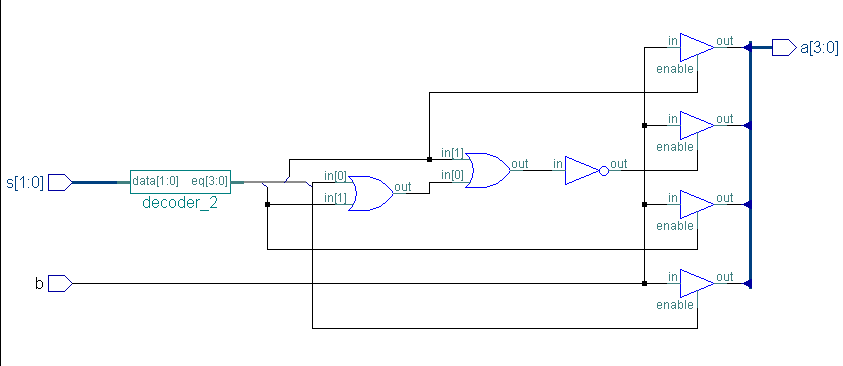 in out
a[3:0]
enable
in out
enable
in[1]
out
in out
in[0]
in[0]
out
in[1]
s[1:0]
data[1:0] eq[3:0]
decoder_2
in out
enable
b
in out
enable